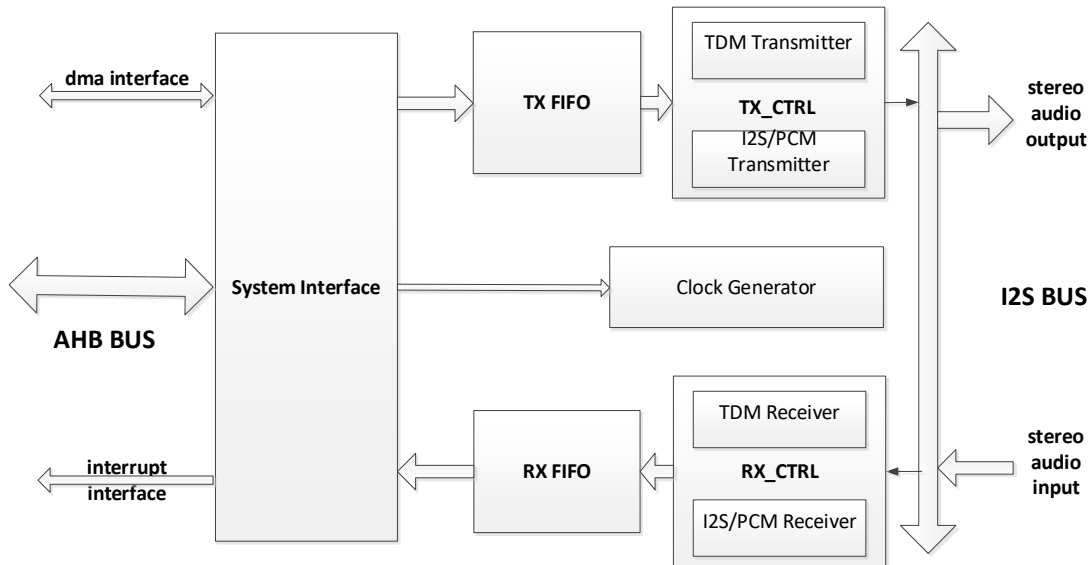 dma interface
AHB BUS
interrupt
interface
System Interface
TX FIFO
TDM Transmitter
TX_CTRL
I2S/PCM
Transmitter
Clock Generator
RX FIFO
TDM Receiver
RX_CTRL
I2S/PCM Receiver
stereo
audio
output
I2S BUS
stereo
audio
input